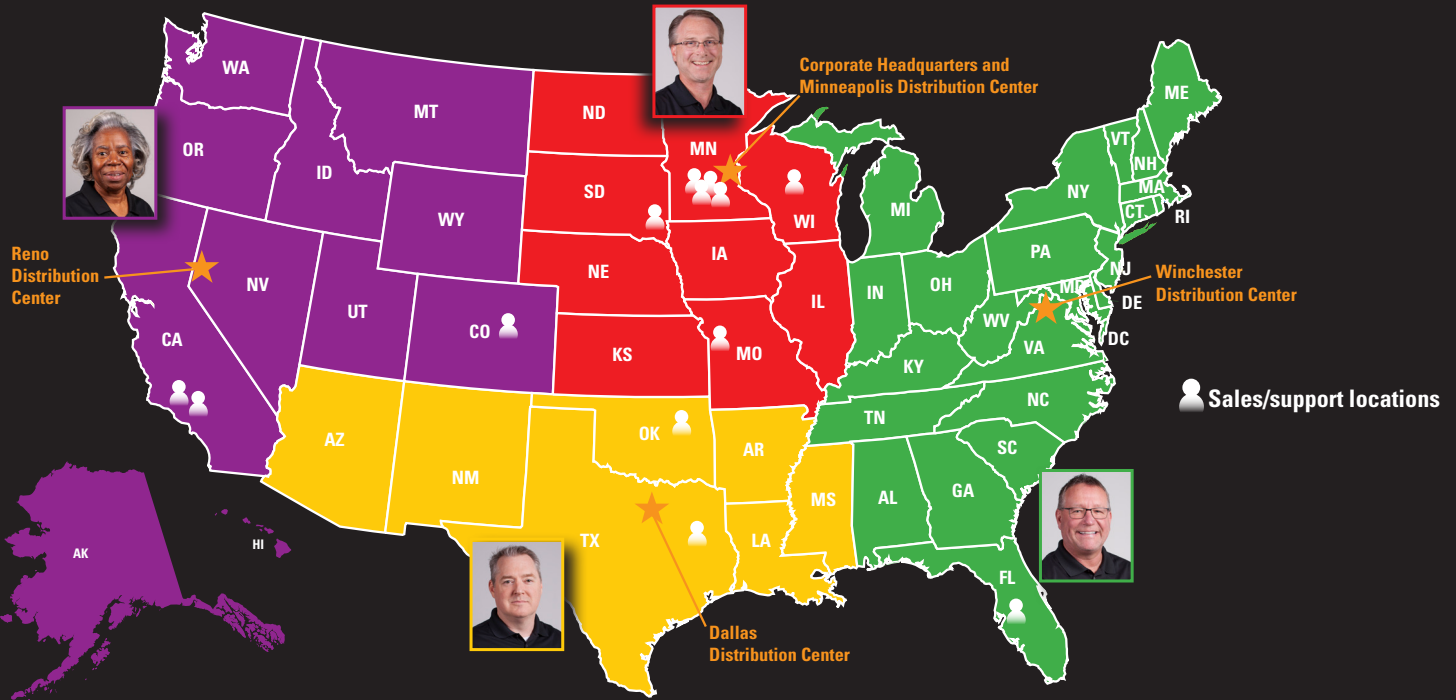 Corporate Headquarters and
Minneapolis Distribution Center
WA
MT
ND
MN
ME
VT
NH
OR
ID
SD
WI
MI
NY
MA
CT
RI
WY
IA
PA
NJ
Reno
Distribution
Center
NV
NE
IL
IN
OH
MD
DE
Winchester
Distribution Center
UT
CO
KS
MO
WV
VA
DC
CA
KY
NC
Sales/support locations
AZ
NM
OK
AR
TN
SC
MS
AL
GA
TX
LA
AK
HI
FL
Dallas
Distribution Center